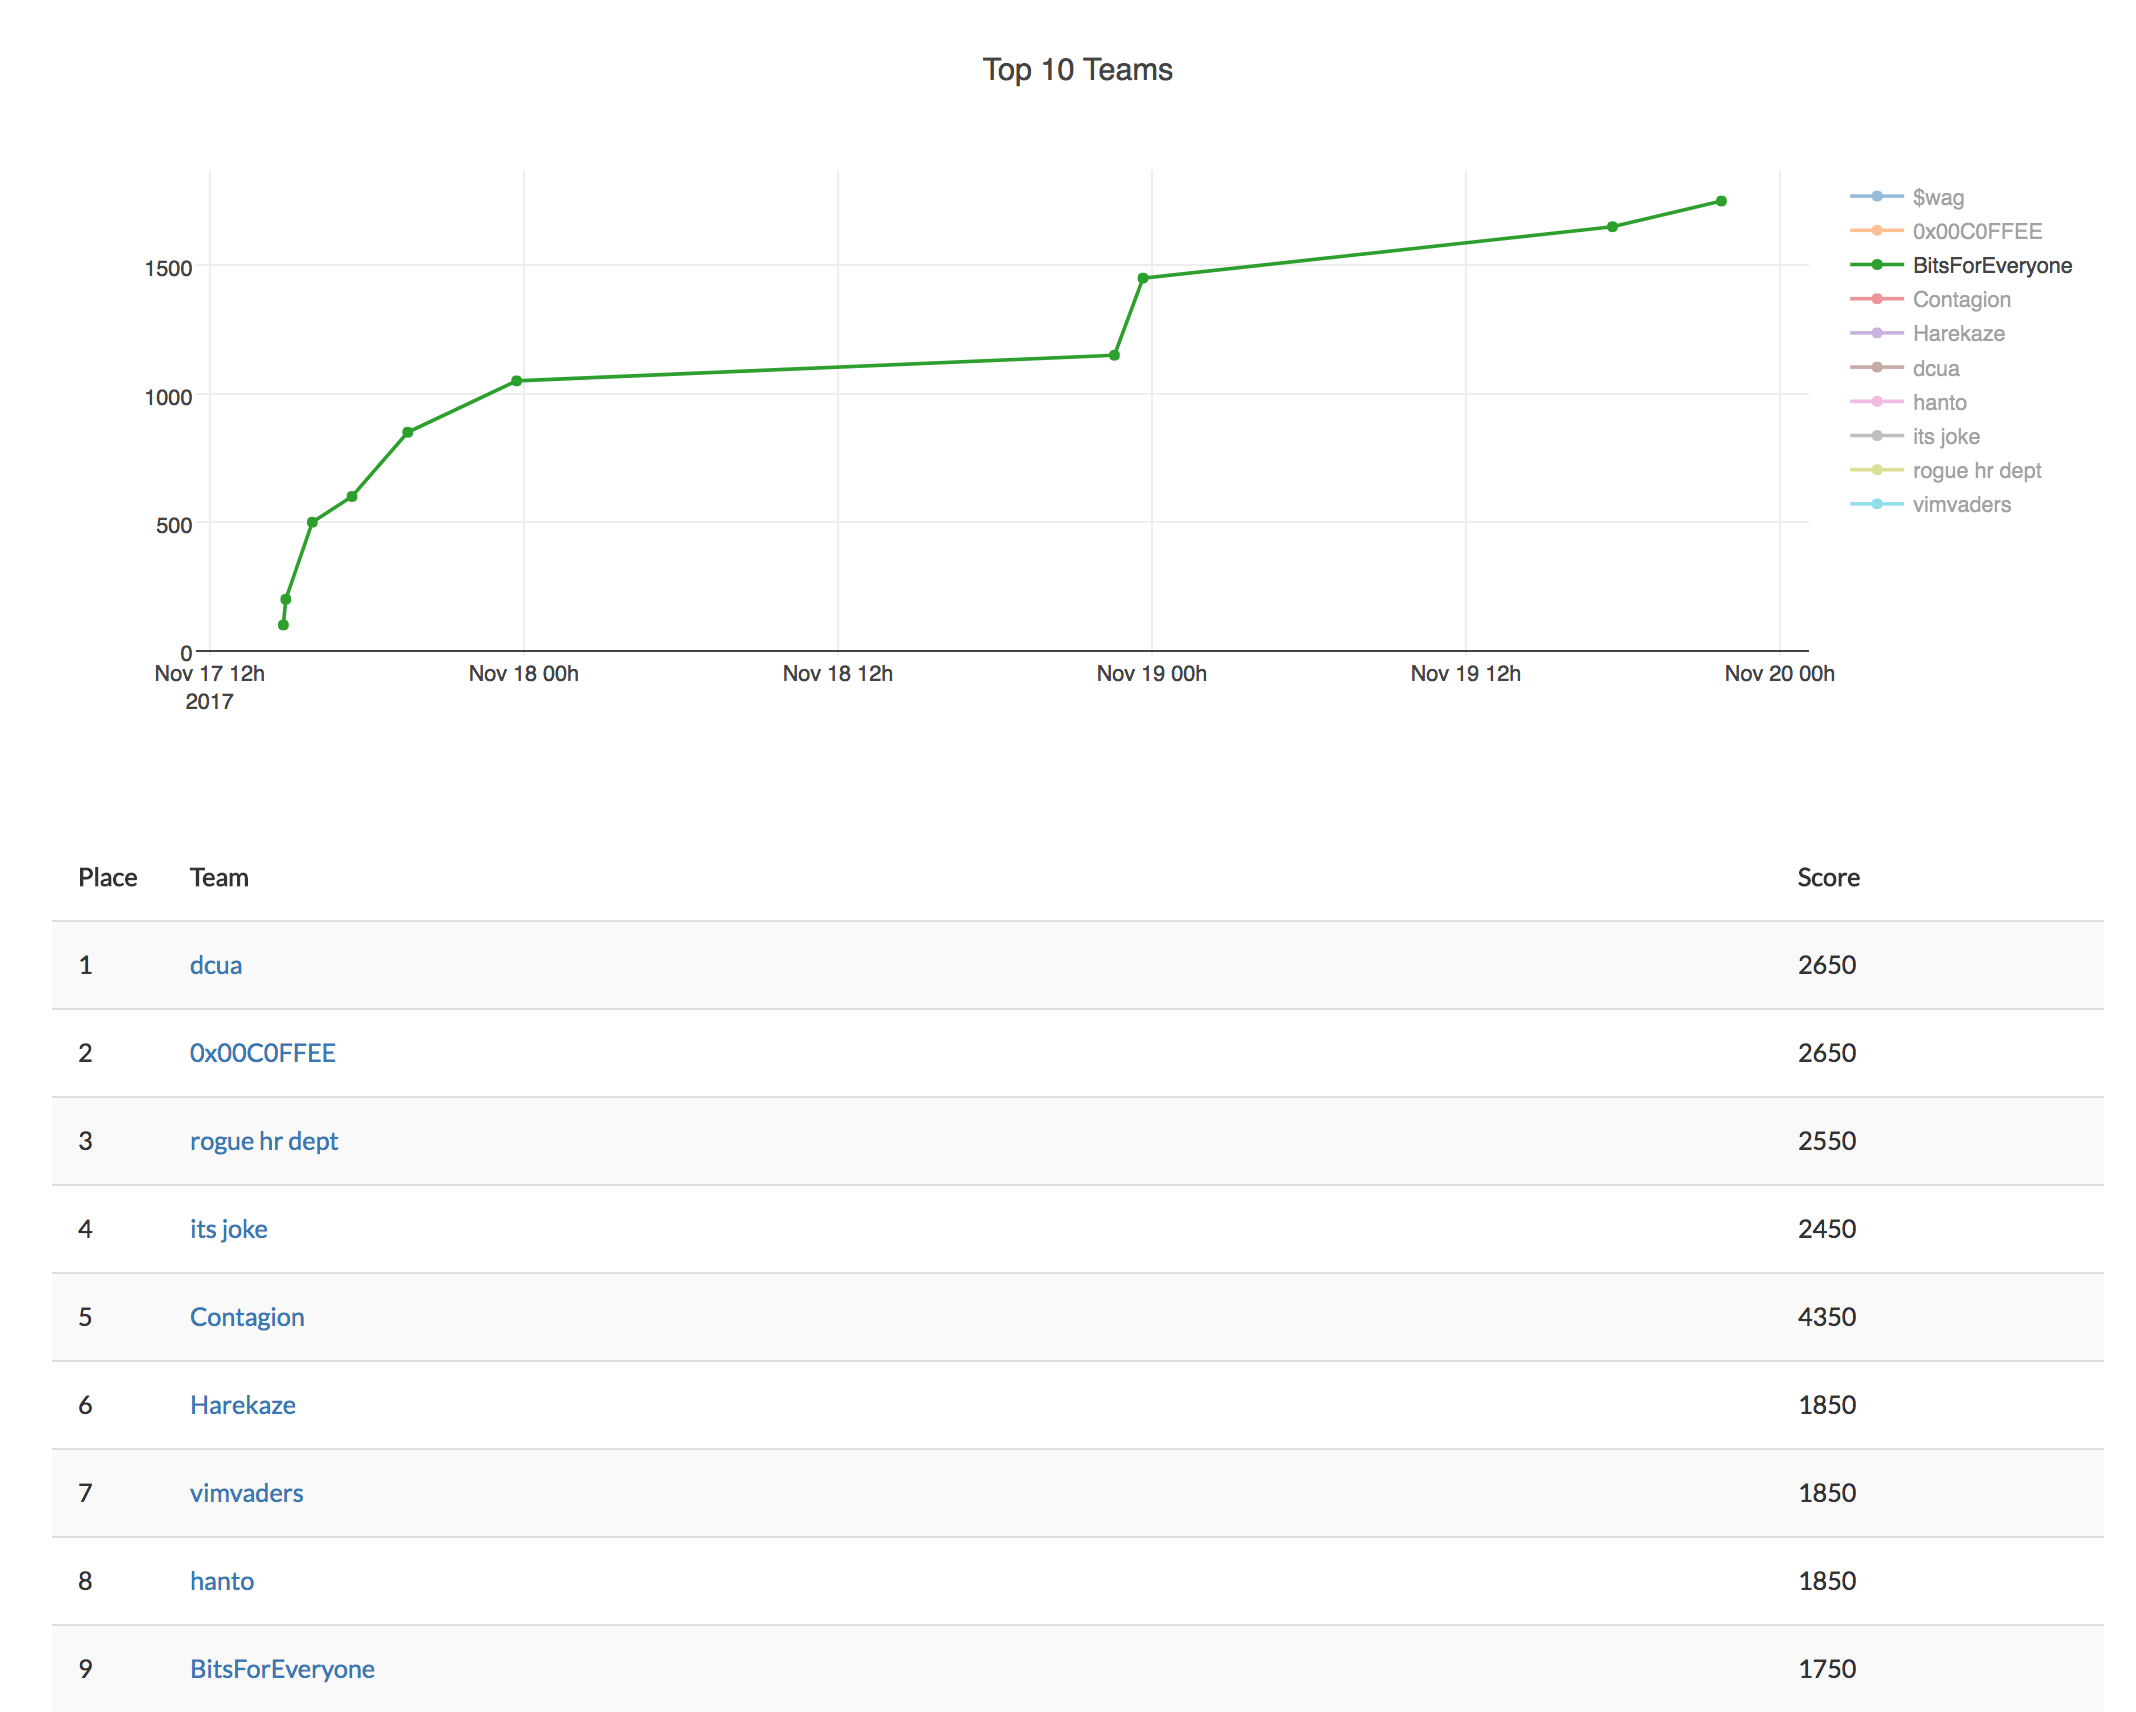 Top 10 Teams
1500
1000
500
0
Nov 17 12h
2017
Nov 18 00h
Nov 18 12h
Nov 19 00h
Nov 19 12h
Nov 20 00h
$wag
0x00C0FFEE
BitsForEveryone
Contagion
Harekaze
dcua
hanto
its joke
rogue hr dept
vimvaders
Place Team Score
1 dcua 2650
2 0x00C0FFEE 2650
3 rogue hr dept 2550
4 its joke 2450
5 Contagion 4350
6 Harekaze 1850
7 vimvaders 1850
8 hanto 1850
9 BitsForEveryone 1750